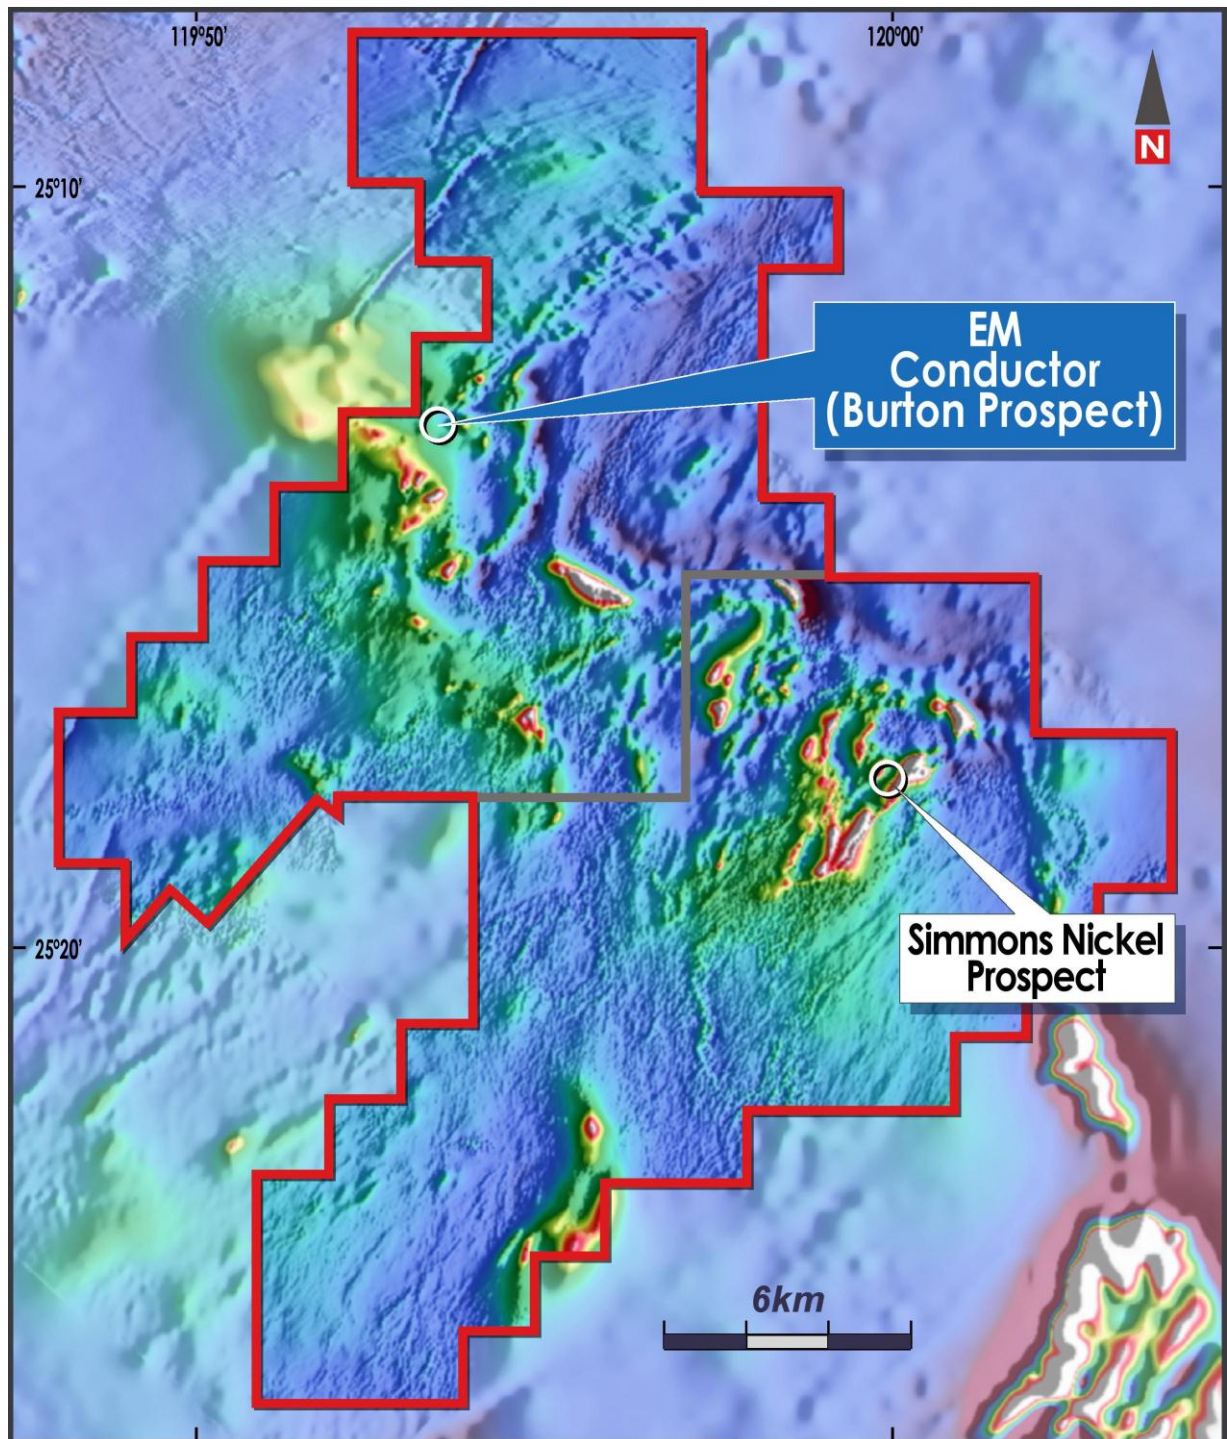 119°50'
120°00'
N
25°10'
EM
Conductor
(Burton Prospect)
25°20'
Simmons Nickel
Prospect
6km